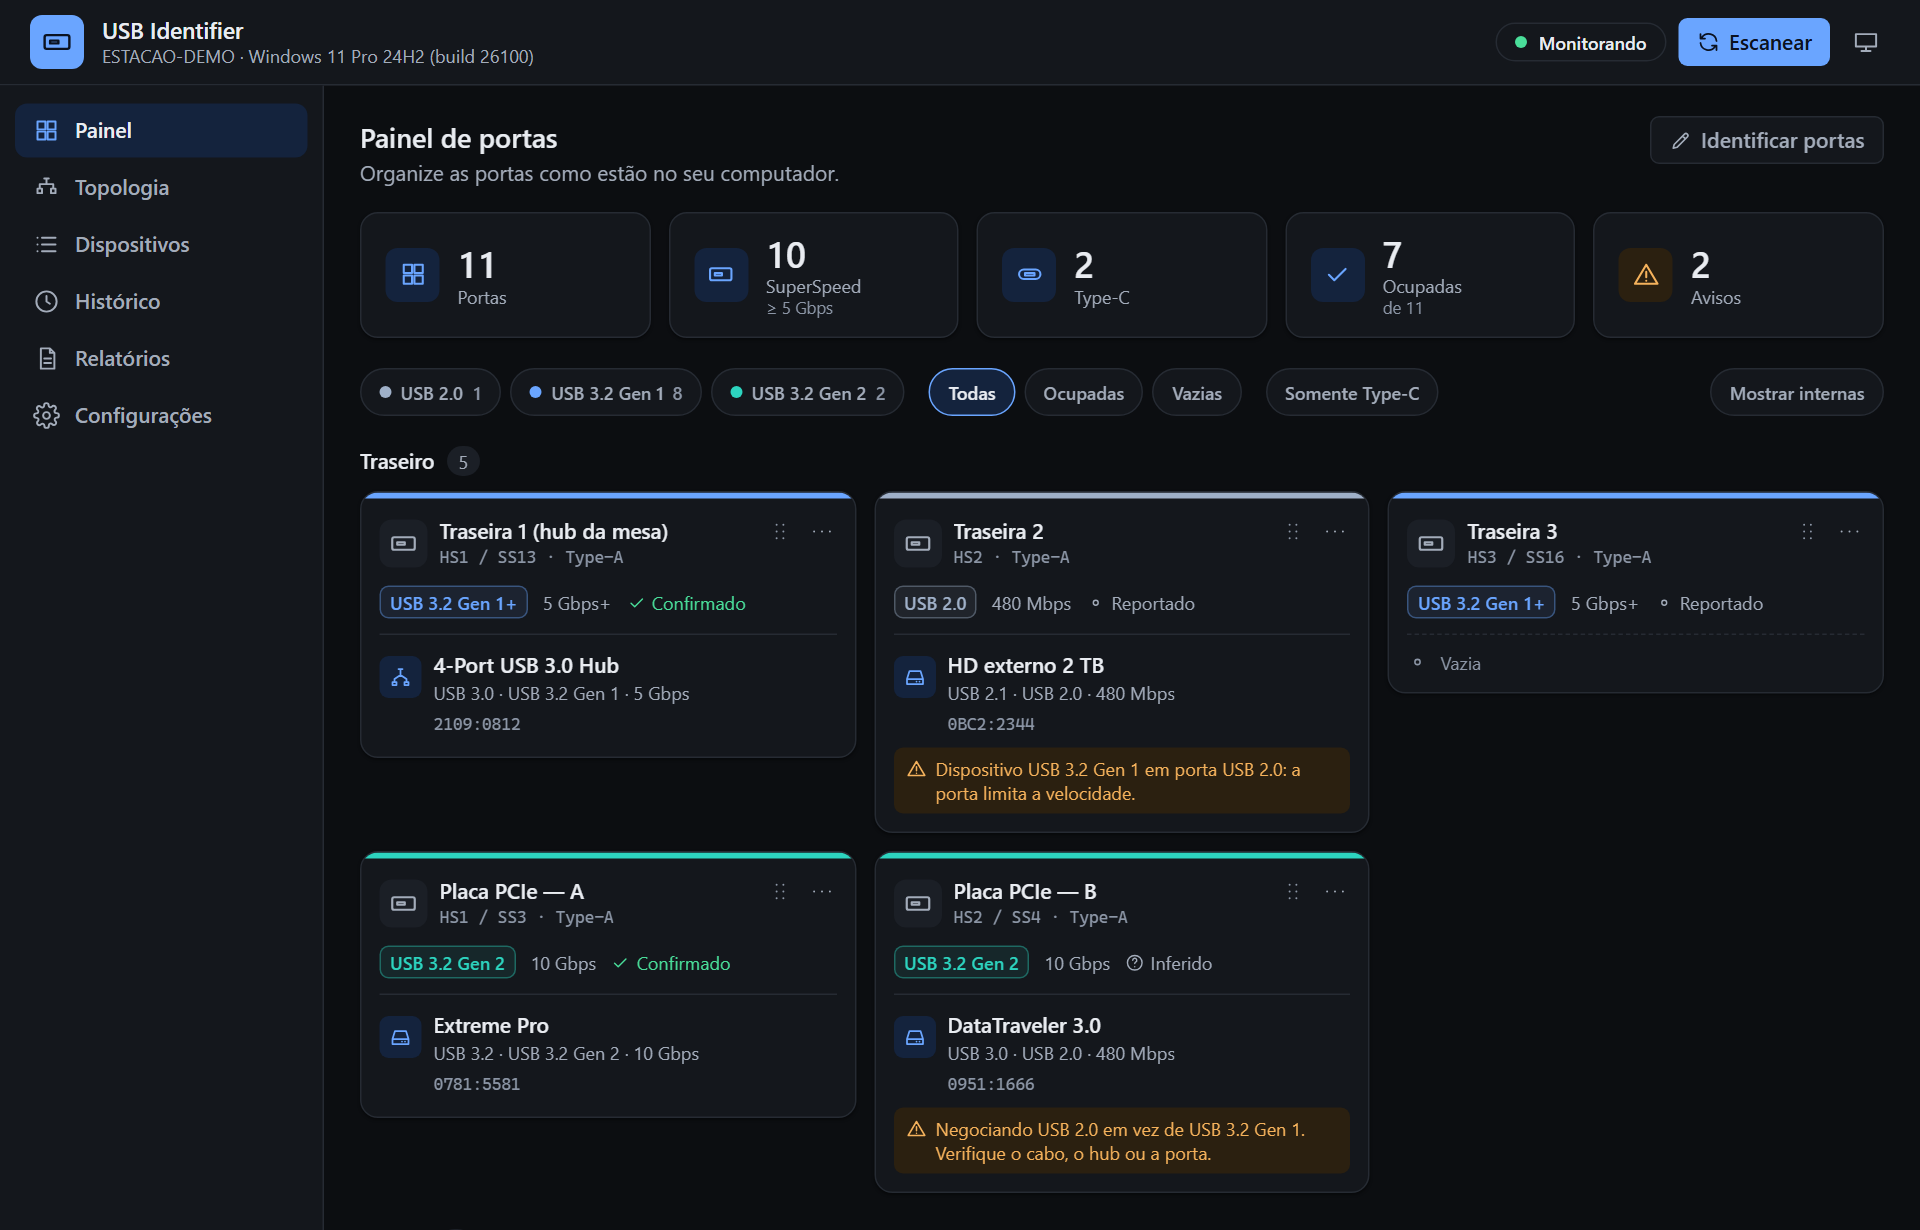 USB Identifier
ESTACAO-DEMO · Windows 11 Pro 24H2 (build 26100)
Monitorando
Escanear
Painel
Topologia
Dispositivos
Histórico
Relatórios
Configurações
Painel de portas
Organize as portas como estão no seu computador.
Identificar portas
11
Portas
10
SuperSpeed
≥ 5 Gbps
2
Type-C
7
Ocupadas
de 11
2
Avisos
USB 2.0 1
USB 3.2 Gen 1 8
USB 3.2 Gen 2 2
Todas
Ocupadas
Vazias
Somente Type-C
Mostrar internas
Traseiro 5
Traseira 1 (hub da mesa)
HS1 / SS13 · Type-A
USB 3.2 Gen 1+ 5 Gbps+ Confirmado
4-Port USB 3.0 Hub
USB 3.0 · USB 3.2 Gen 1 · 5 Gbps
2109:0812
Traseira 2
HS2 · Type-A
USB 2.0 480 Mbps Reportado
HD externo 2 TB
USB 2.1 · USB 2.0 · 480 Mbps
0BC2:2344
Dispositivo USB 3.2 Gen 1 em porta USB 2.0: a
porta limita a velocidade.
Traseira 3
HS3 / SS16 · Type-A
USB 3.2 Gen 1+ 5 Gbps+ Reportado
Vazia
Placa PCIe — A
HS1 / SS3 · Type-A
USB 3.2 Gen 2 10 Gbps Confirmado
Extreme Pro
USB 3.2 · USB 3.2 Gen 2 · 10 Gbps
0781:5581
Placa PCIe — B
HS2 / SS4 · Type-A
USB 3.2 Gen 2 10 Gbps Inferido
DataTraveler 3.0
USB 3.0 · USB 2.0 · 480 Mbps
0951:1666
Negociando USB 2.0 em vez de USB 3.2 Gen 1.
Verifique o cabo, o hub ou a porta.